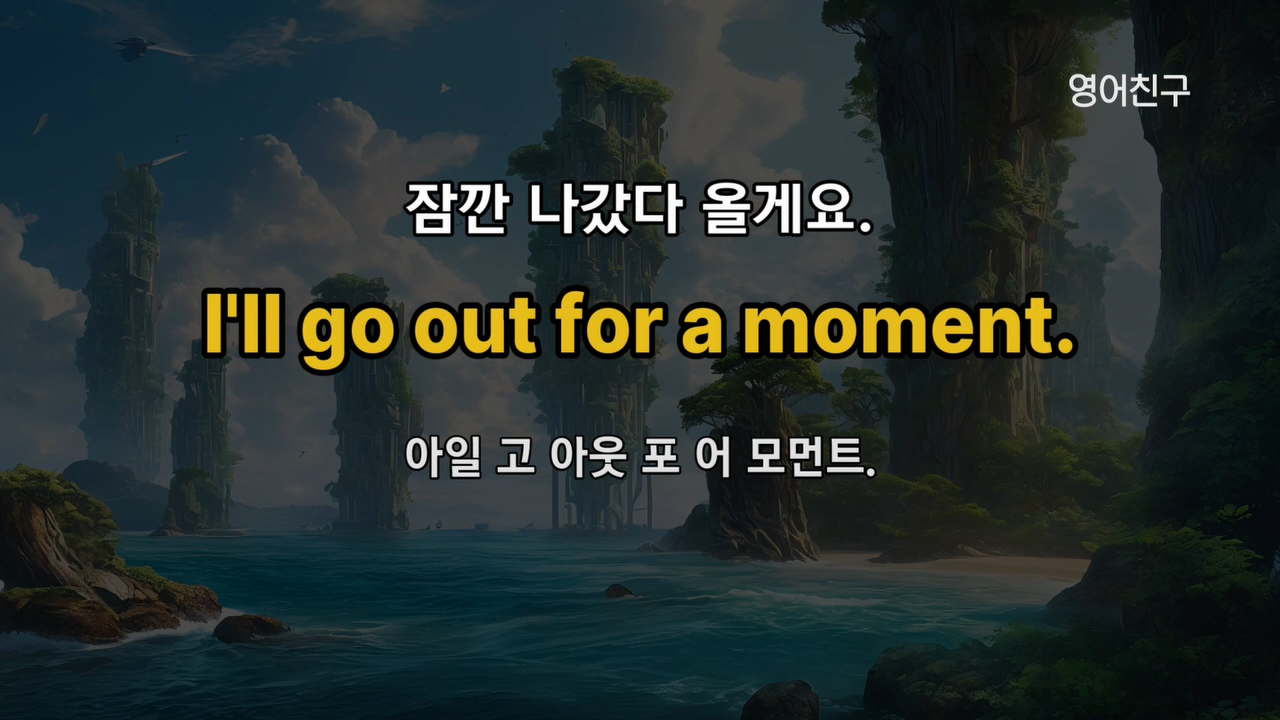 영어친구
잠깐 나갔다 올게요.
I'll go out for a moment.
아일 고 아웃 포 어 모먼트.